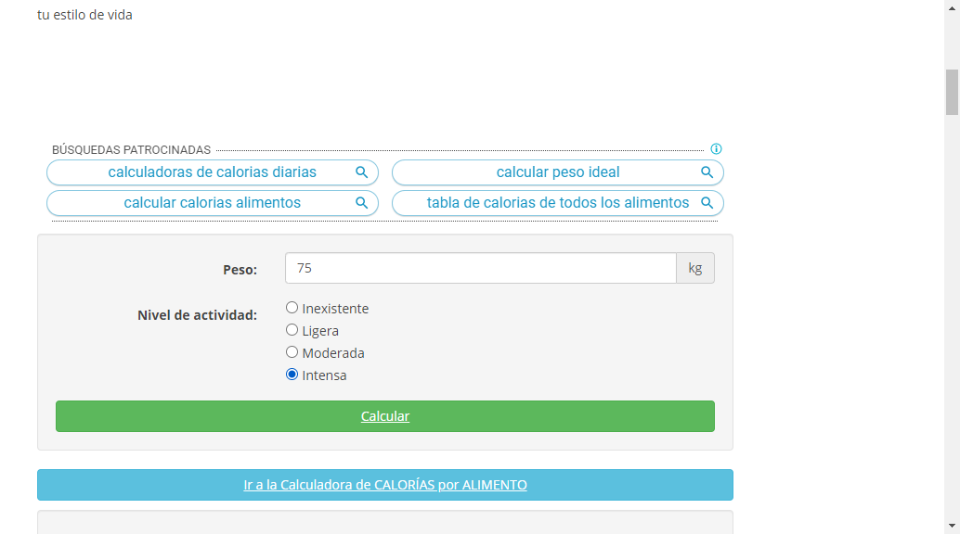 tu estilo de vida
BÚSQUEDAS PATROCINADAS
calculadoras de calorias diarias
calcular peso ideal
calcular calorias alimentos
tabla de calorias de todos los alimentos
Peso:
75
kg
Nivel de actividad:
Inexistente
Ligera
Moderada
Intensa
Calcular
Ir a la Calculadora de CALORÍAS por ALIMENTO